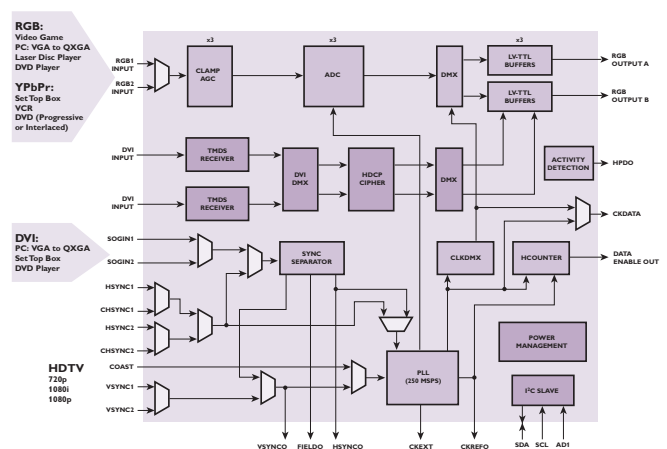 RGB:
Video Game
PC: VGA to QXGA
Laser Disc Player
DVD Player
YPbPr:
Set Top Box
VCR
DVD (Progressive
or Interlaced)
DVI:
PC: VGA to QXGA
Set Top Box
DVD Player
HDTV
720p
1080i
1080p
x3
x3
x3
RGB1
INPUT
RGB2
INPUT
CLAMP
AGC
ADC
DMX
LV-TTL
BUFFERS
LV-TTL
BUFFERS
RGB
OUTPUT A
RGB
OUTPUT B
DVI
INPUT
TMDS
RECEIVER
DVI
INPUT
TMDS
RECEIVER
DVI
DMX
HDCP
CIPHER
DMX
ACTIVITY
DETECTION
HPDO
CKDATA
SOGIN1
SOGIN2
SYNC
SEPARATOR
CLKDMX
HCOUNTER
DATA
ENABLE OUT
HSYNC1
CHSYNC1
HSYNC2
CHSYNC2
COAST
VSYNC1
VSYNC2
PLL
(250 MSPS)
POWER
MANAGEMENT
I²C SLAVE
VSYNCO
FIELDO
HSYNCO
CKEXT
CKREFO
SDA
SCL
AD1